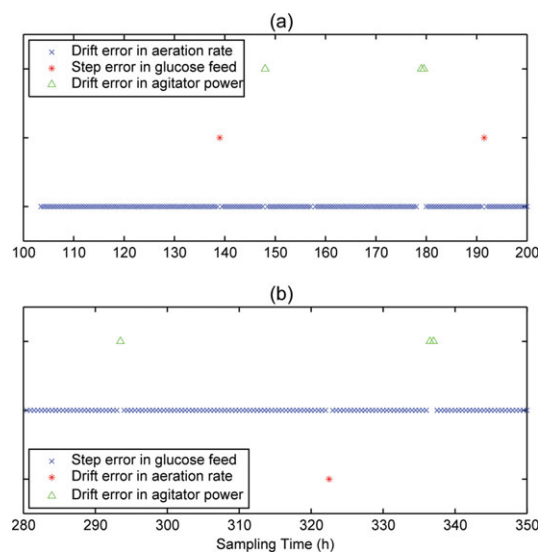 (a)
Drift error in aeration rate
Step error in glucose feed
Drift error in agitator power
100 110 120 130 140 150 160 170 180 190 200
(b)
Step error in glucose feed
Drift error in aeration rate
Drift error in agitator power
280 290 300 310 320 330 340 350
Sampling Time (h)